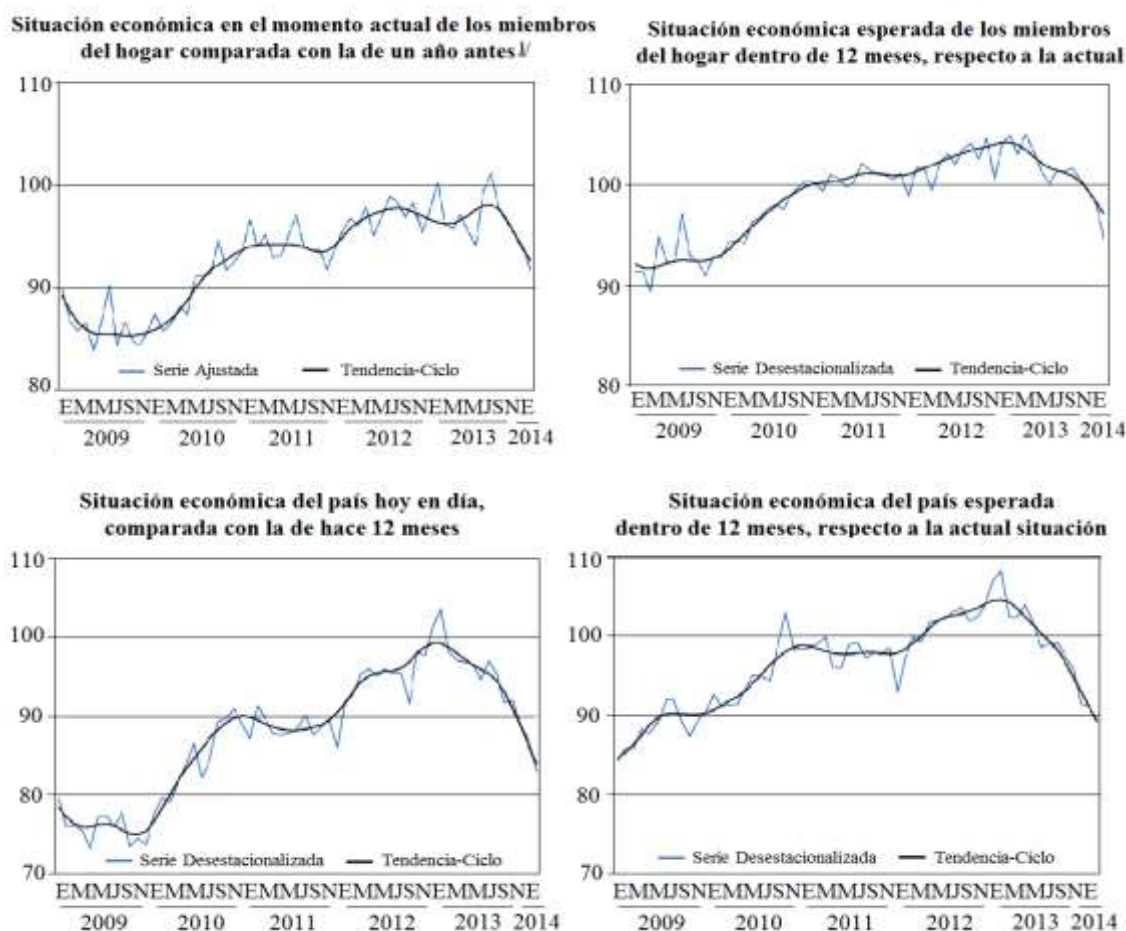 Situación económica en el momento actual de los miembros
del hogar comparada con la de un año antes 1/
110
100
90
80
Serie Ajustada
Tendencia-Ciclo
EMMJSNEMMJSNEMMJSNEMMJSNEMMJSNE
2009 2010 2011 2012 2013 2014
Situación económica esperada de los miembros
del hogar dentro de 12 meses, respecto a la actual
110
100
90
80
Serie Desestacionalizada
Tendencia-Ciclo
EMMJSNEMMJSNEMMJSNEMMJSNEMMJSNE
2009 2010 2011 2012 2013 2014
Situación económica del país hoy en día,
comparada con la de hace 12 meses
110
100
90
80
70
Serie Desestacionalizada
Tendencia-Ciclo
EMMJSNEMMJSNEMMJSNEMMJSNEMMJSNE
2009 2010 2011 2012 2013 2014
Situación económica del país esperada
dentro de 12 meses, respecto a la actual situación
110
100
90
80
70
Serie Desestacionalizada
Tendencia-Ciclo
EMMJSNEMMJSNEMMJSNEMMJSNEMMJSNE
2009 2010 2011 2012 2013 2014